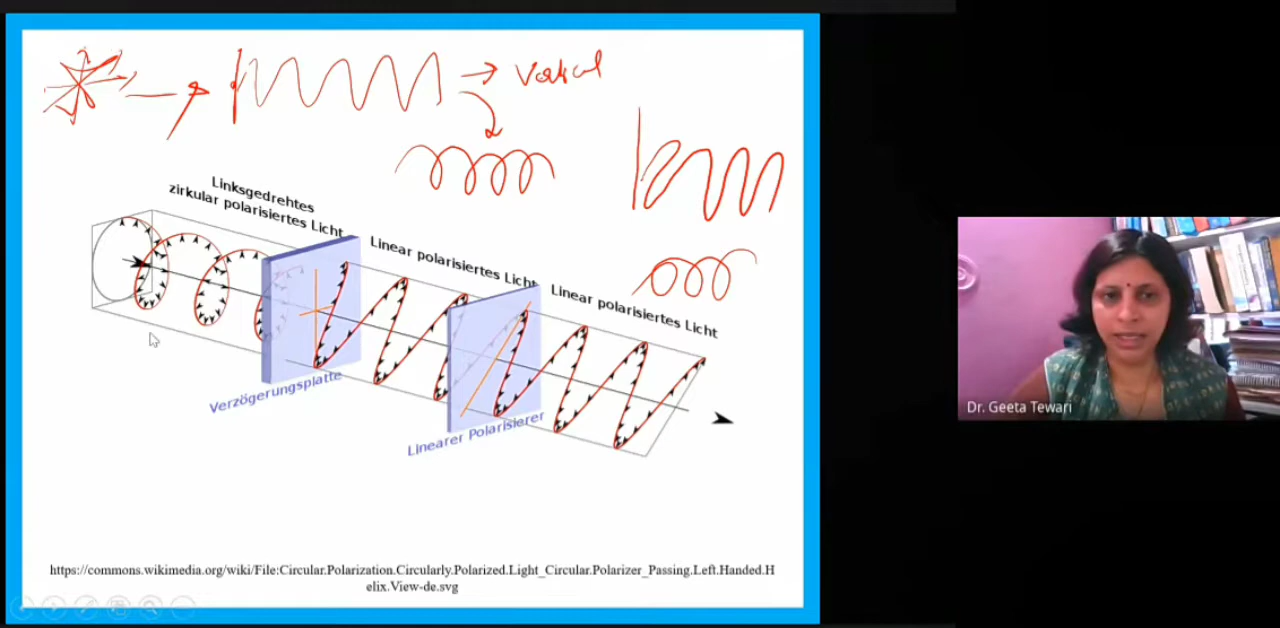 Vertical
Linksgedrehtes
zirkular polarisiertes Licht
Linear polarisiertes Licht
Linear polarisiertes Licht
Verzögerungsplatte
Linearer Polarisierer
Dr. Geeta Tewari
https://commons.wikimedia.org/wiki/File:Circular.Polarization.Circularly.Polarized.Light_Circular.Polarizer_Passing.Left.Handed.H
elix.View-de.svg